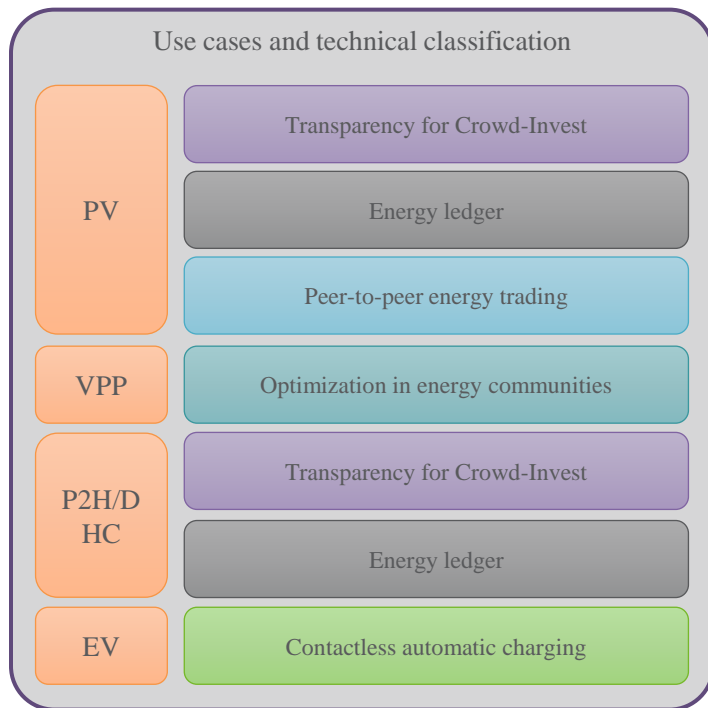 Use cases and technical classification
PV
Transparency for Crowd-Invest
Energy ledger
Peer-to-peer energy trading
VPP
Optimization in energy communities
P2H/D
HC
Transparency for Crowd-Invest
Energy ledger
EV
Contactless automatic charging